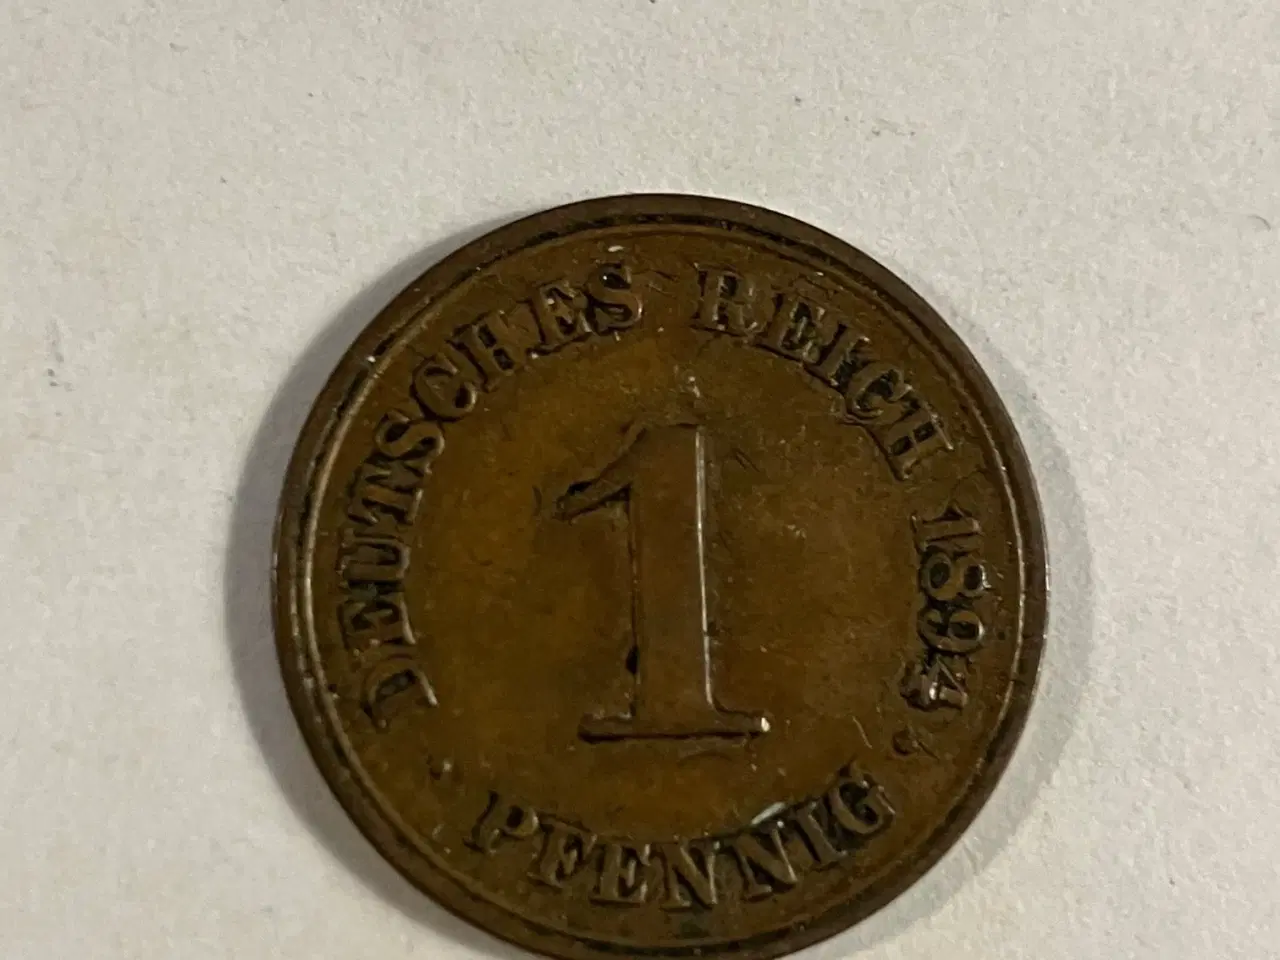 DEUTSCHES REICH 1894
1
PFENNIG